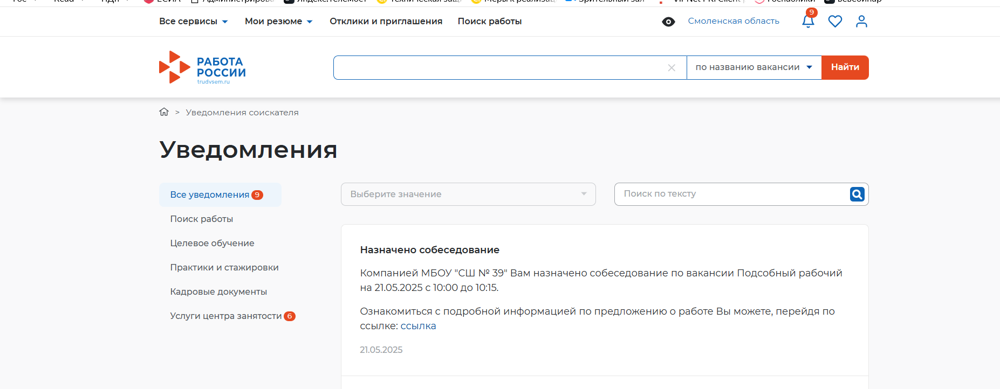 ЕСИА
Яндекс.Телемост
Все сервисы Мои резюме Отклики и приглашения Поиск работы Смоленская область 9
РАБОТА
РОССИИ
trudvsem.ru
по названию вакансии Найти
> Уведомления соискателя
Уведомления
Все уведомления 9
Выберите значение
Поиск по тексту
Поиск работы
Целевое обучение
Практики и стажировки
Кадровые документы
Услуги центра занятости 6
Назначено собеседование
Компанией МБОУ "СШ № 39" Вам назначено собеседование по вакансии Подсобный рабочий
на 21.05.2025 с 10:00 до 10:15.
Ознакомиться с подробной информацией по предложению о работе Вы можете, перейдя по
ссылке: ссылка
21.05.2025